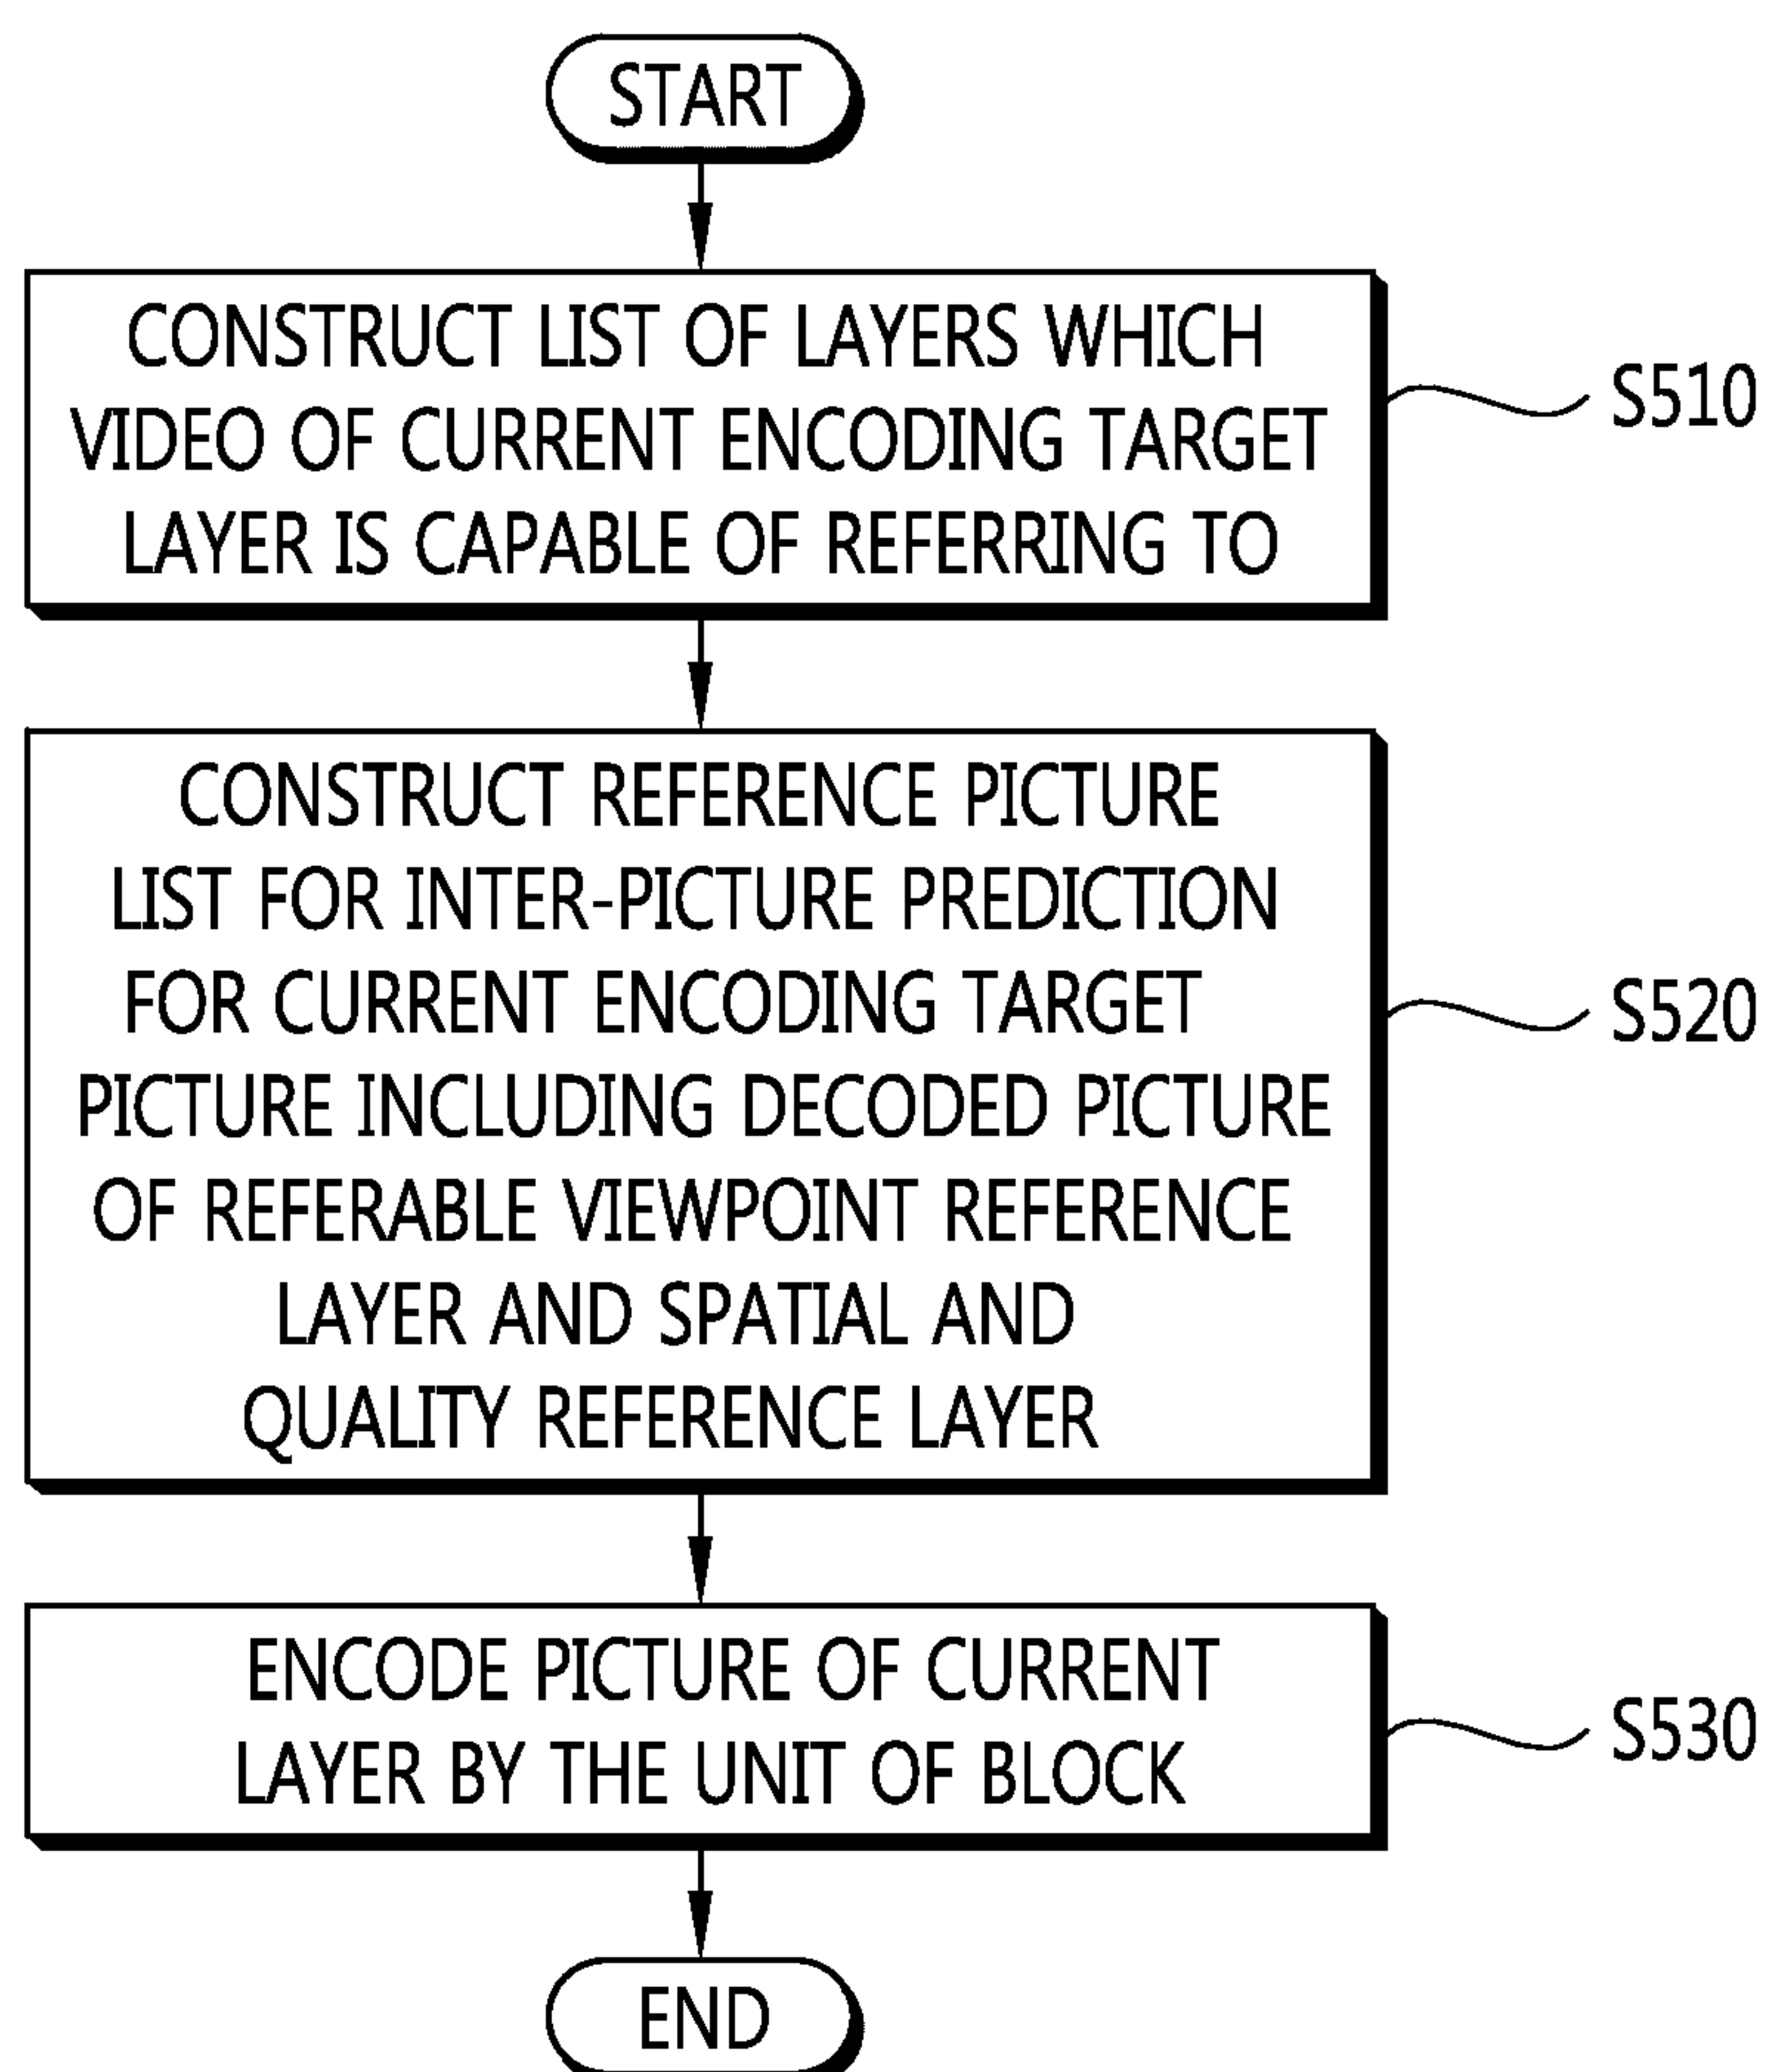 START
CONSTRUCT LIST OF LAYERS WHICH
VIDEO OF CURRENT ENCODING TARGET
LAYER IS CAPABLE OF REFERRING TO
S510
CONSTRUCT REFERENCE PICTURE
LIST FOR INTER-PICTURE PREDICTION
FOR CURRENT ENCODING TARGET
PICTURE INCLUDING DECODED PICTURE
OF REFERABLE VIEWPOINT REFERENCE
LAYER AND SPATIAL AND
QUALITY REFERENCE LAYER
S520
ENCODE PICTURE OF CURRENT
LAYER BY THE UNIT OF BLOCK
S530
END